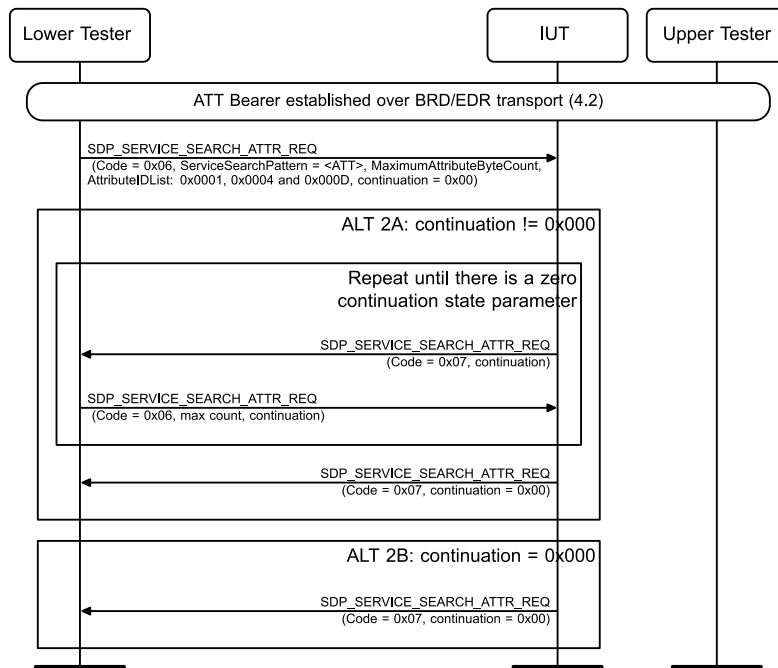 Lower Tester
IUT
Upper Tester
ATT Bearer established over BRD/EDR transport (4.2)
SDP_SERVICE_SEARCH_ATTR_REQ
(Code = 0x06, ServiceSearchPattern = <ATT>, MaximumAttributeByteCount,
AttributeIDList: 0x0001, 0x0004 and 0x000D, continuation = 0x00)
ALT 2A: continuation != 0x000
Repeat until there is a zero
continuation state parameter
SDP_SERVICE_SEARCH_ATTR_REQ
(Code = 0x07, continuation)
SDP_SERVICE_SEARCH_ATTR_REQ
(Code = 0x06, max count, continuation)
SDP_SERVICE_SEARCH_ATTR_REQ
(Code = 0x07, continuation = 0x00)
ALT 2B: continuation = 0x000
SDP_SERVICE_SEARCH_ATTR_REQ
(Code = 0x07, continuation = 0x00)